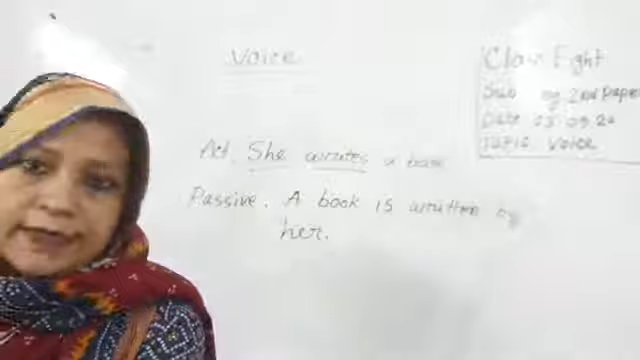 Voice
Class Eight
Sub Eg. 2nd Paper
Date 03.09.20
Topic Voice
Act. She writes a book
Passive. A book is written by
her.